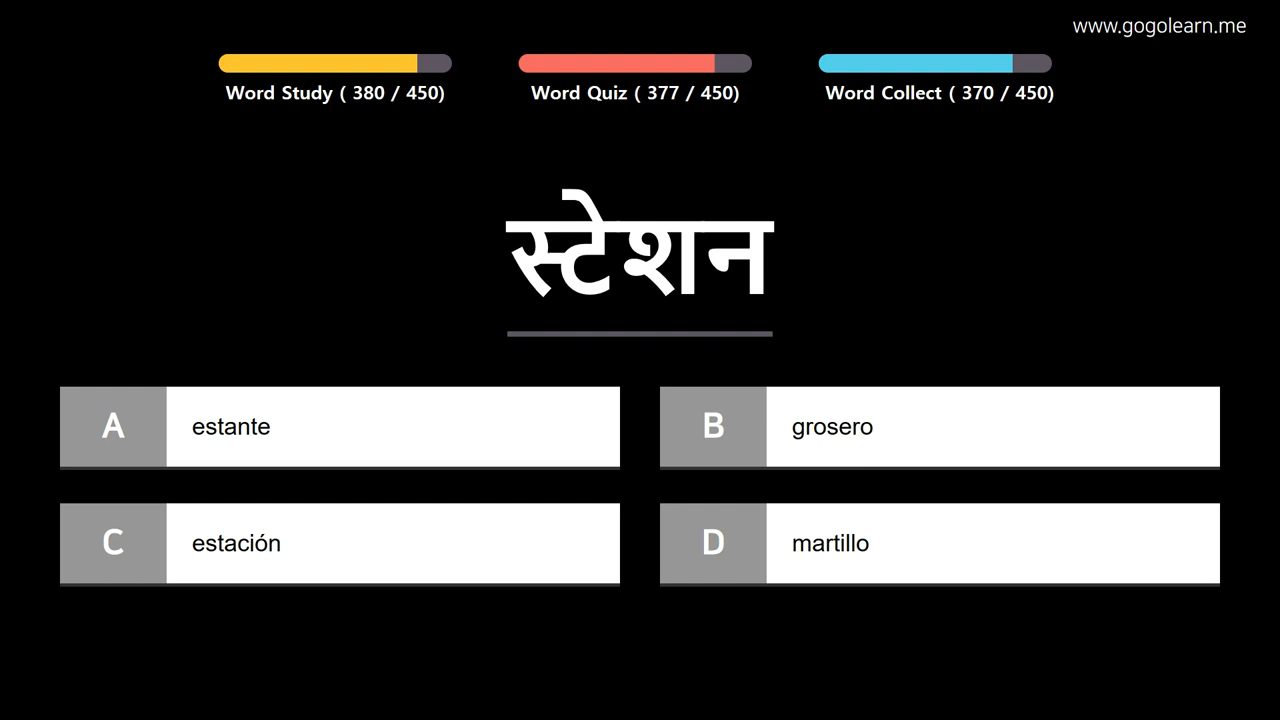 www.gogolearn.me
Word Study ( 380 / 450)
Word Quiz ( 377 / 450)
Word Collect ( 370 / 450)
स्टेशन
A estante
B grosero
C estación
D martillo